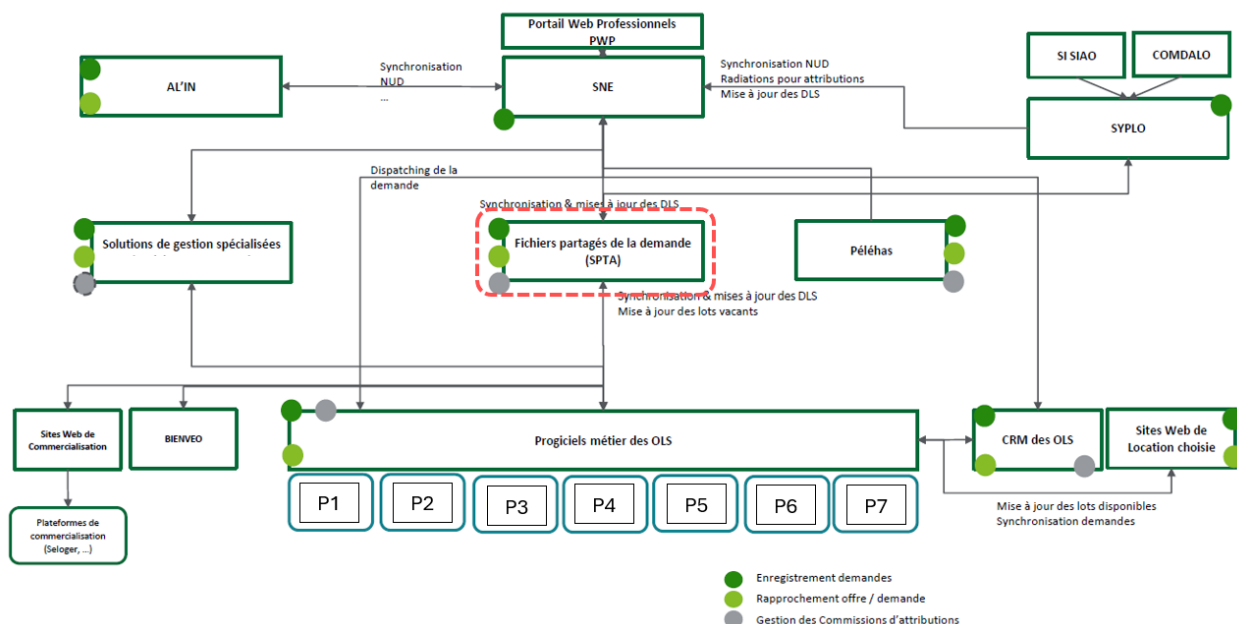 Portail Web Professionnels
PWP
SI SIAO
COMDALO
AL'IN
Synchronisation
NUD
...
SNE
Synchronisation NUD
Radiations pour attributions
Mise à jour des DLS
SYPLO
Dispatching de la
demande
Synchronisation & mises à jour des DLS
Solutions de gestion spécialisées
Fichiers partagés de la demande
(SPTA)
Péléhas
Synchronisation & mises à jour des DLS
Mise à jour des lots vacants
Sites Web de
Commercialisation
BIENVEO
Progiciels métier des OLS
CRM des OLS
Sites Web de
Location choisie
P1
P2
P3
P4
P5
P6
P7
Plateformes de
commercialisation
(Seloger, ...)
Mise à jour des lots disponibles
Synchronisation demandes
Enregistrement demandes
Rapprochement offre / demande
Gestion des Commissions d'attributions